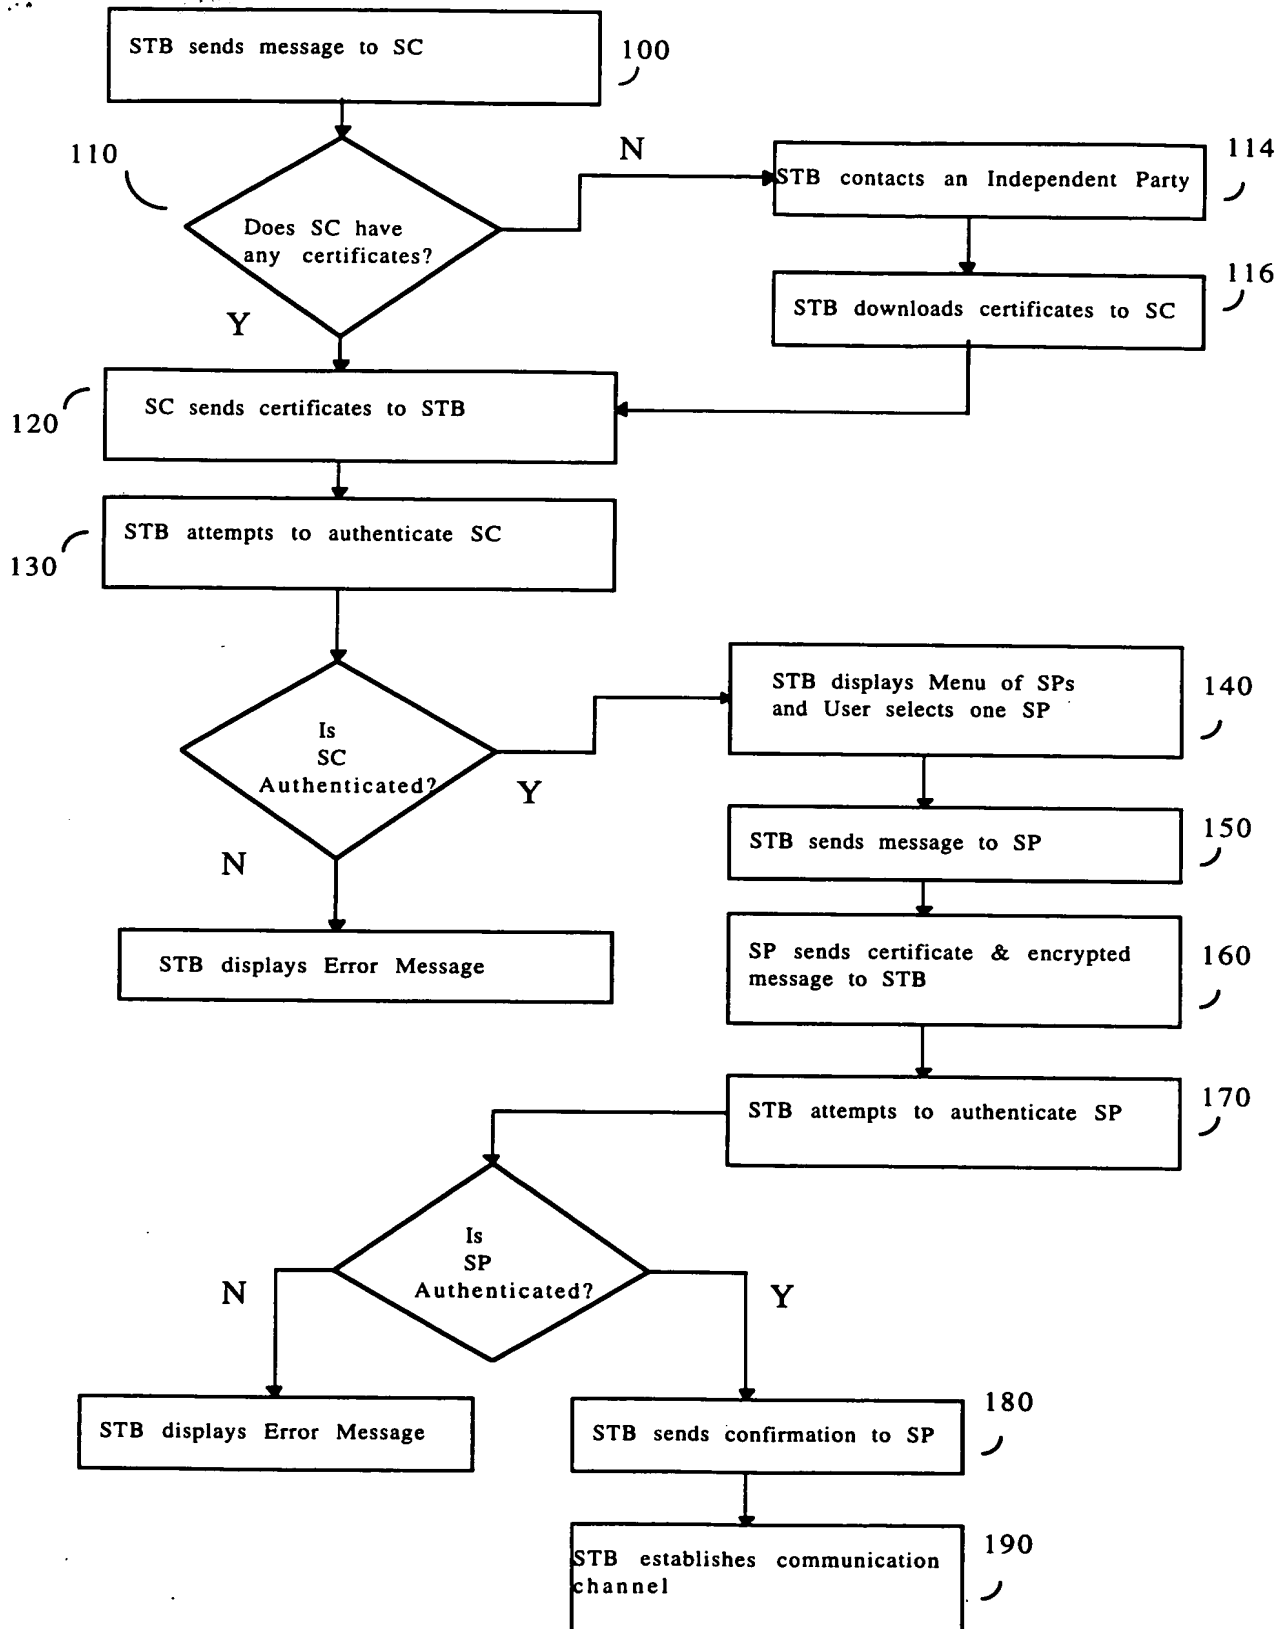 STB sends message to SC
100
110
N
114
STB contacts an Independent Party
Does SC have
any certificates?
116
STB downloads certificates to SC
Y
120
SC sends certificates to STB
130
STB attempts to authenticate SC
140
STB displays Menu of SPs
and User selects one SP
Is
SC
Authenticated?
Y
N
150
STB sends message to SP
STB displays Error Message
160
SP sends certificate & encrypted
message to STB
170
STB attempts to authenticate SP
Is
SP
Authenticated?
N
Y
STB displays Error Message
180
STB sends confirmation to SP
190
STB establishes communication
channel